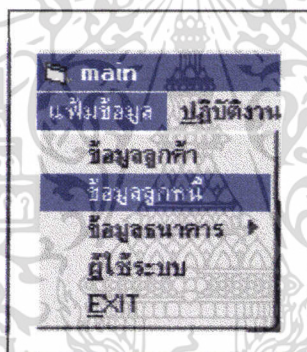 main
แฟ้มข้อมูล ปฏิบัติงาน
ข้อมูลลูกค้า
ข้อมูลลูกหนี้
ข้อมูลธนาคาร
ผู้ใช้ระบบ
EXIT